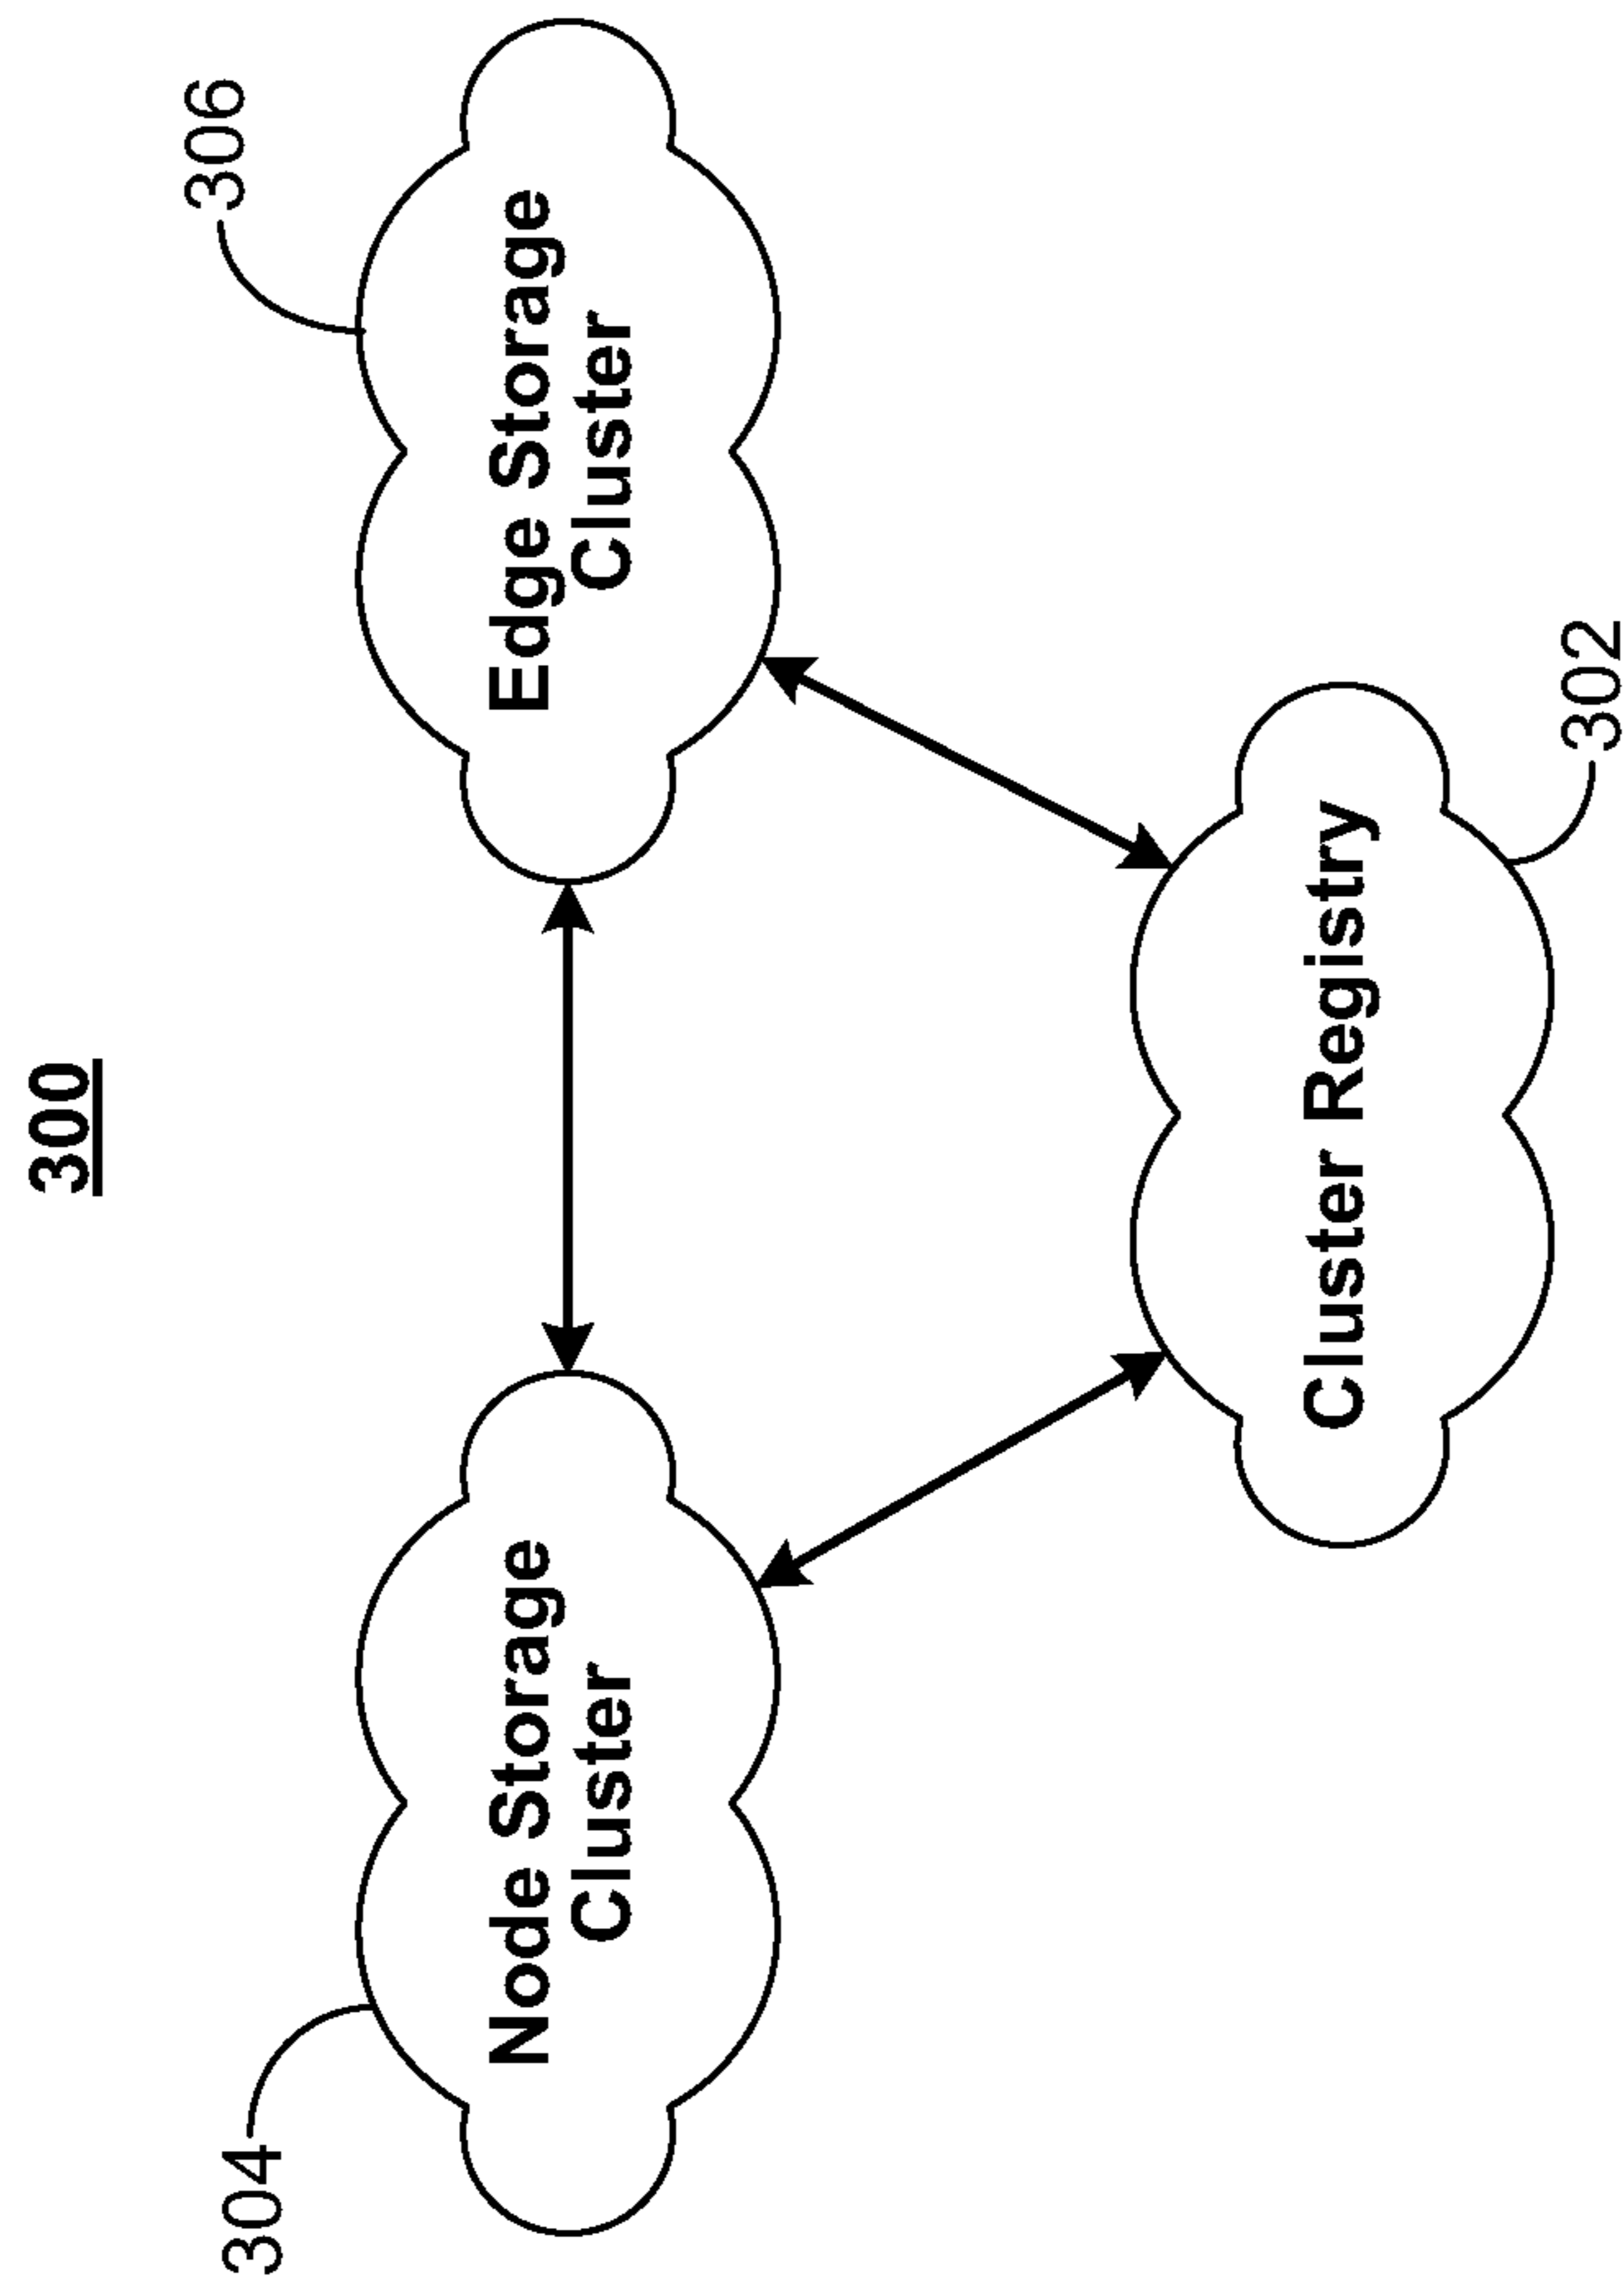 300
304
306
Node Storage
Cluster
Edge Storage
Cluster
Cluster Registry
302